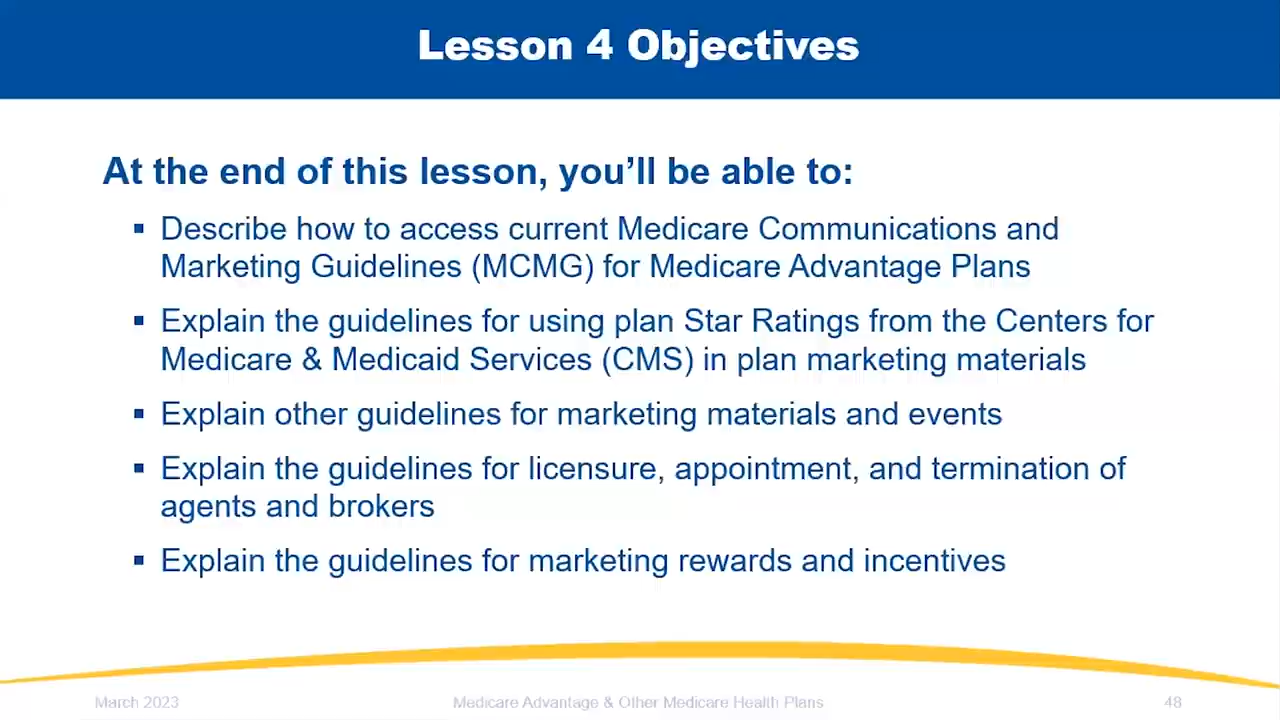 Lesson 4 Objectives
At the end of this lesson, you’ll be able to:
▪ Describe how to access current Medicare Communications and
Marketing Guidelines (MCMG) for Medicare Advantage Plans
▪ Explain the guidelines for using plan Star Ratings from the Centers for
Medicare & Medicaid Services (CMS) in plan marketing materials
▪ Explain other guidelines for marketing materials and events
▪ Explain the guidelines for licensure, appointment, and termination of
agents and brokers
▪ Explain the guidelines for marketing rewards and incentives
March 2023 Medicare Advantage & Other Medicare Health Plans 48